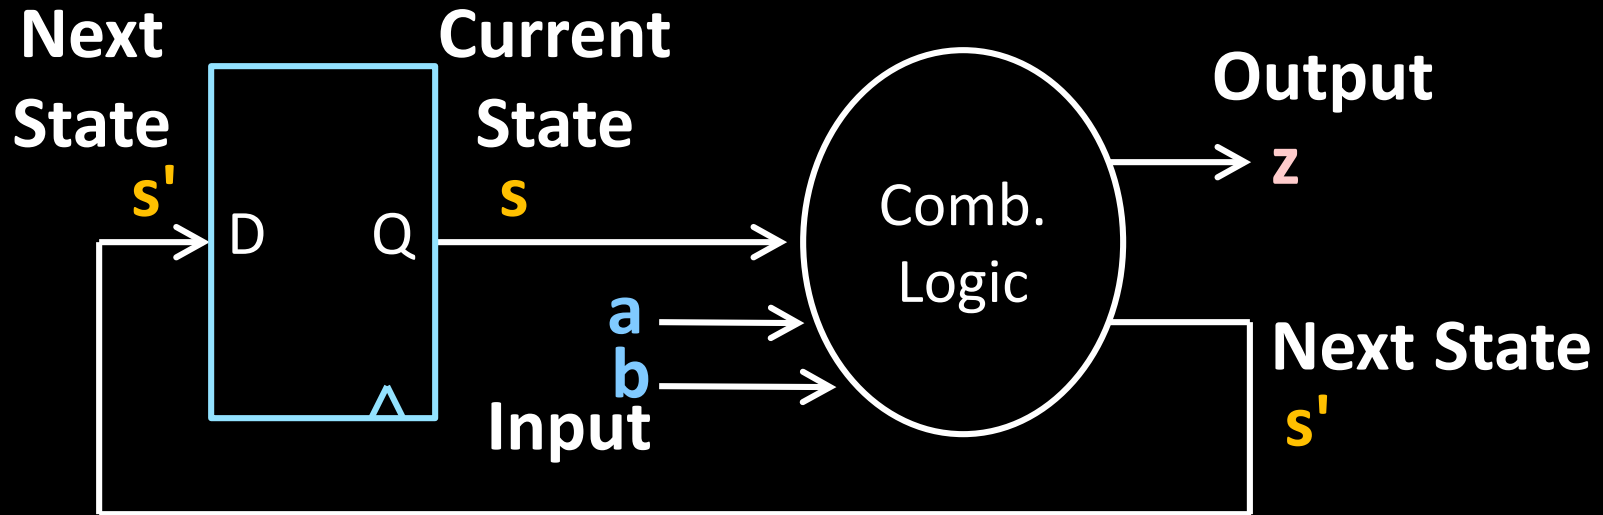 Next
State
s'
D
Q
Current
State
s
a
b
Input
Comb.
Logic
Output
z
Next State
s'